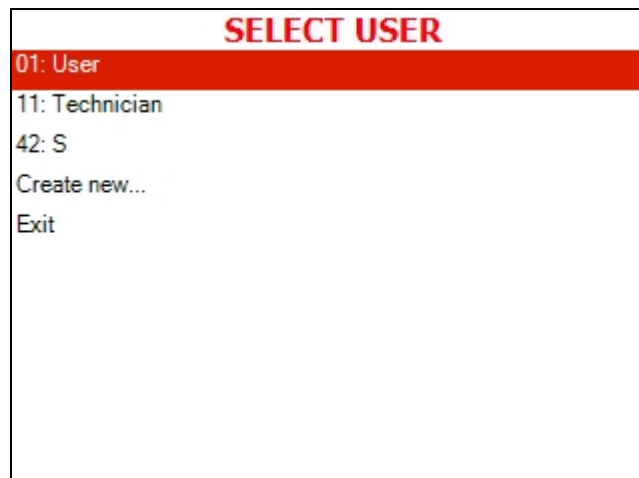 SELECT USER
01: User
11: Technician
42: S
Create new...
Exit